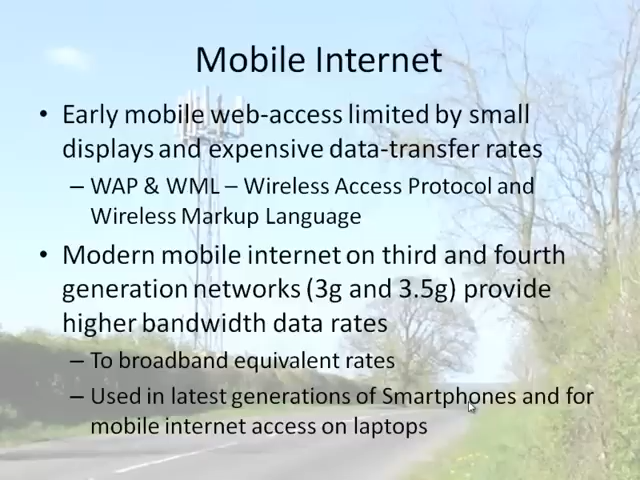 Mobile Internet
• Early mobile web-access limited by small
displays and expensive data-transfer rates
– WAP & WML – Wireless Access Protocol and
Wireless Markup Language
• Modern mobile internet on third and fourth
generation networks (3g and 3.5g) provide
higher bandwidth data rates
– To broadband equivalent rates
– Used in latest generations of Smartphones and for
mobile internet access on laptops